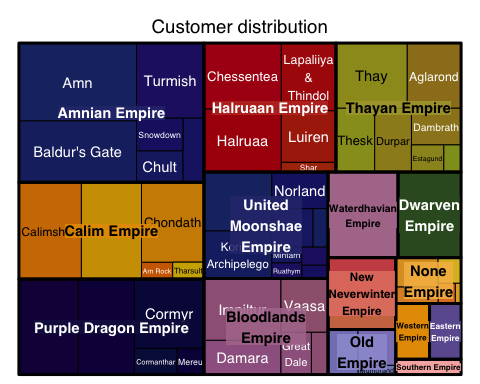 Customer distribution
Amn
Turmish
Amnian Empire
Snowdown
Baldur's Gate
Chult
Chessentea
Lapaliiya
&
Thindol
Halruaan Empire
Halruaa
Luiren
Shar
Thay
Aglarond
Thayan Empire
Dambrath
Thesk
Durpar
Estagund
Calim Empire
Calimsh
Chondath
Am Rock
Tharsult
Norland
United
Moonshae
Empire
Archipelego
Mintarn
Ruathym
Waterdhavian
Empire
Dwarven
Empire
Purple Dragon Empire
Cormyr
Cormanthar
Mereu
Vaasa
Bloodlands
Empire
Damara
Great
Dale
New
Neverwinter
Empire
None
Empire
Old
Empire
Western
Empire
Eastern
Empire
Southern Empire